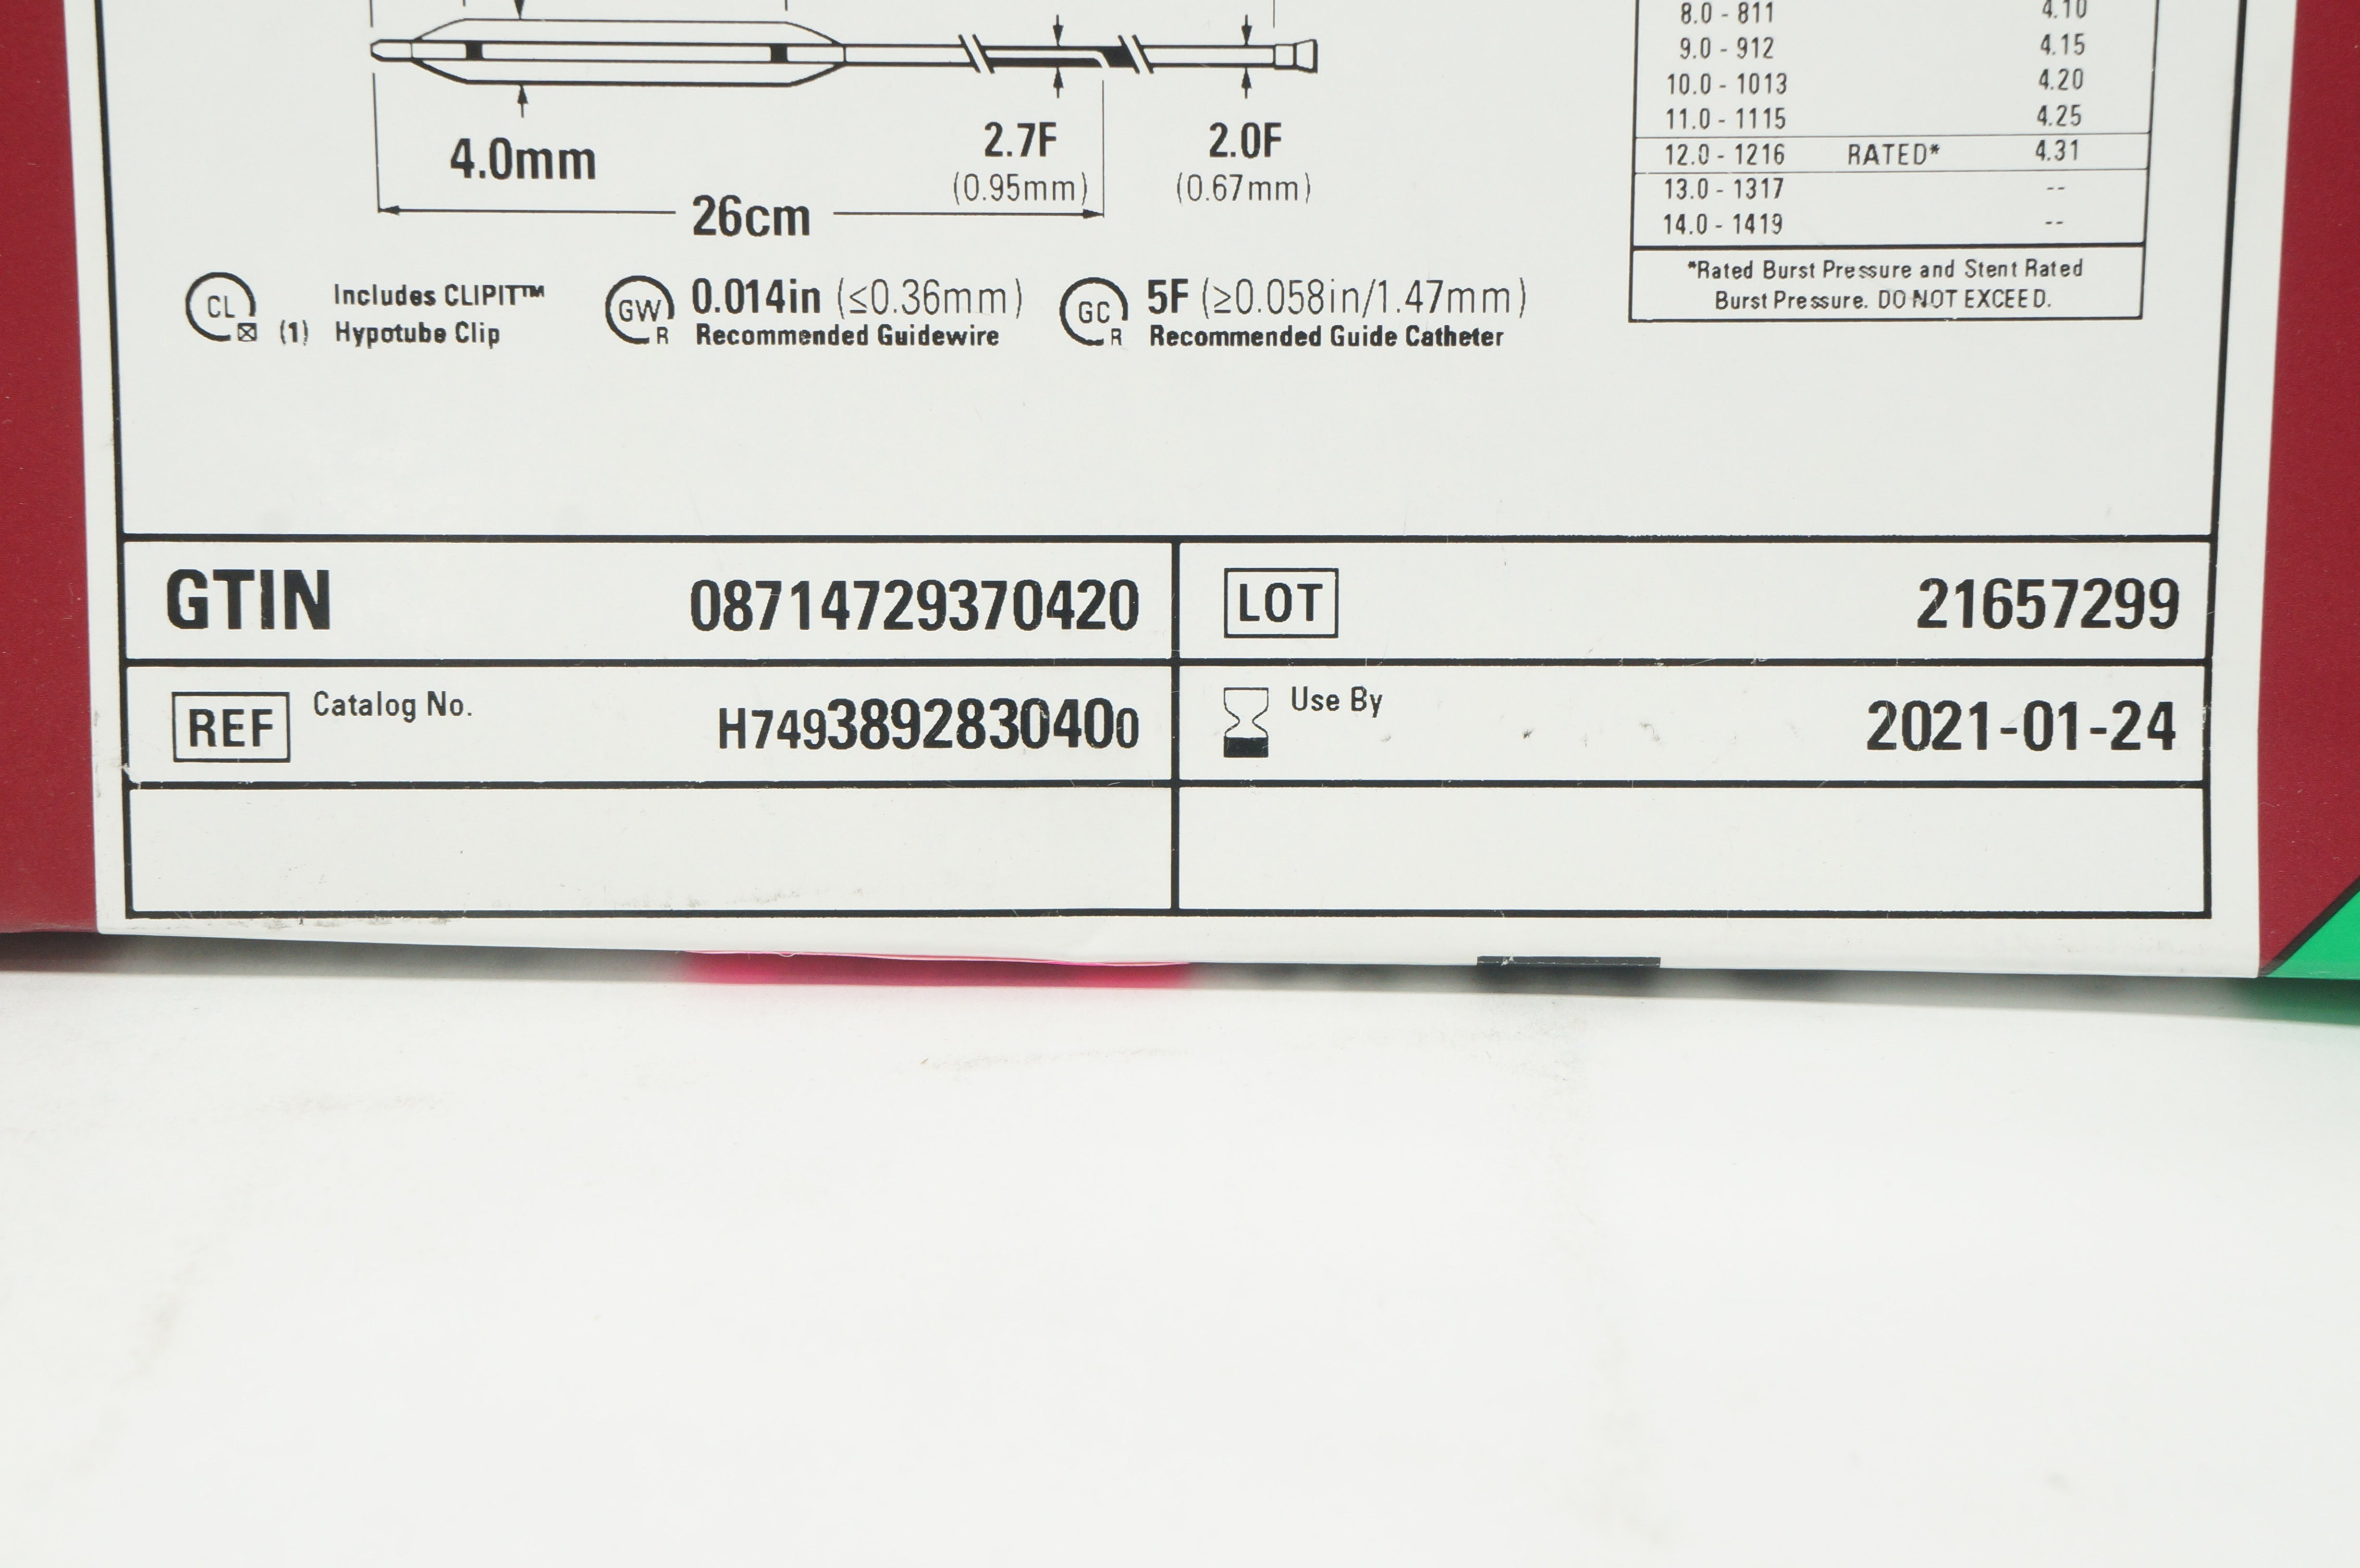 8.0 - 811 4.10
9.0 - 912 4.15
10.0 - 1013 4.20
11.0 - 1115 4.25
12.0 - 1216 RATED* 4.31
13.0 - 1317 --
14.0 - 1419 --
*Rated Burst Pressure and Stent Rated
Burst Pressure. DO NOT EXCEED.
4.0mm
2.7F
(0.95mm)
2.0F
(0.67mm)
26cm
CL (1) Includes CLIPIT™
Hypotube Clip
GW R 0.014in (≤0.36mm)
Recommended Guidewire
GC R 5F (≥0.058in/1.47mm)
Recommended Guide Catheter
GTIN 08714729370420
LOT 21657299
REF Catalog No. H7493892830400
Use By 2021-01-24